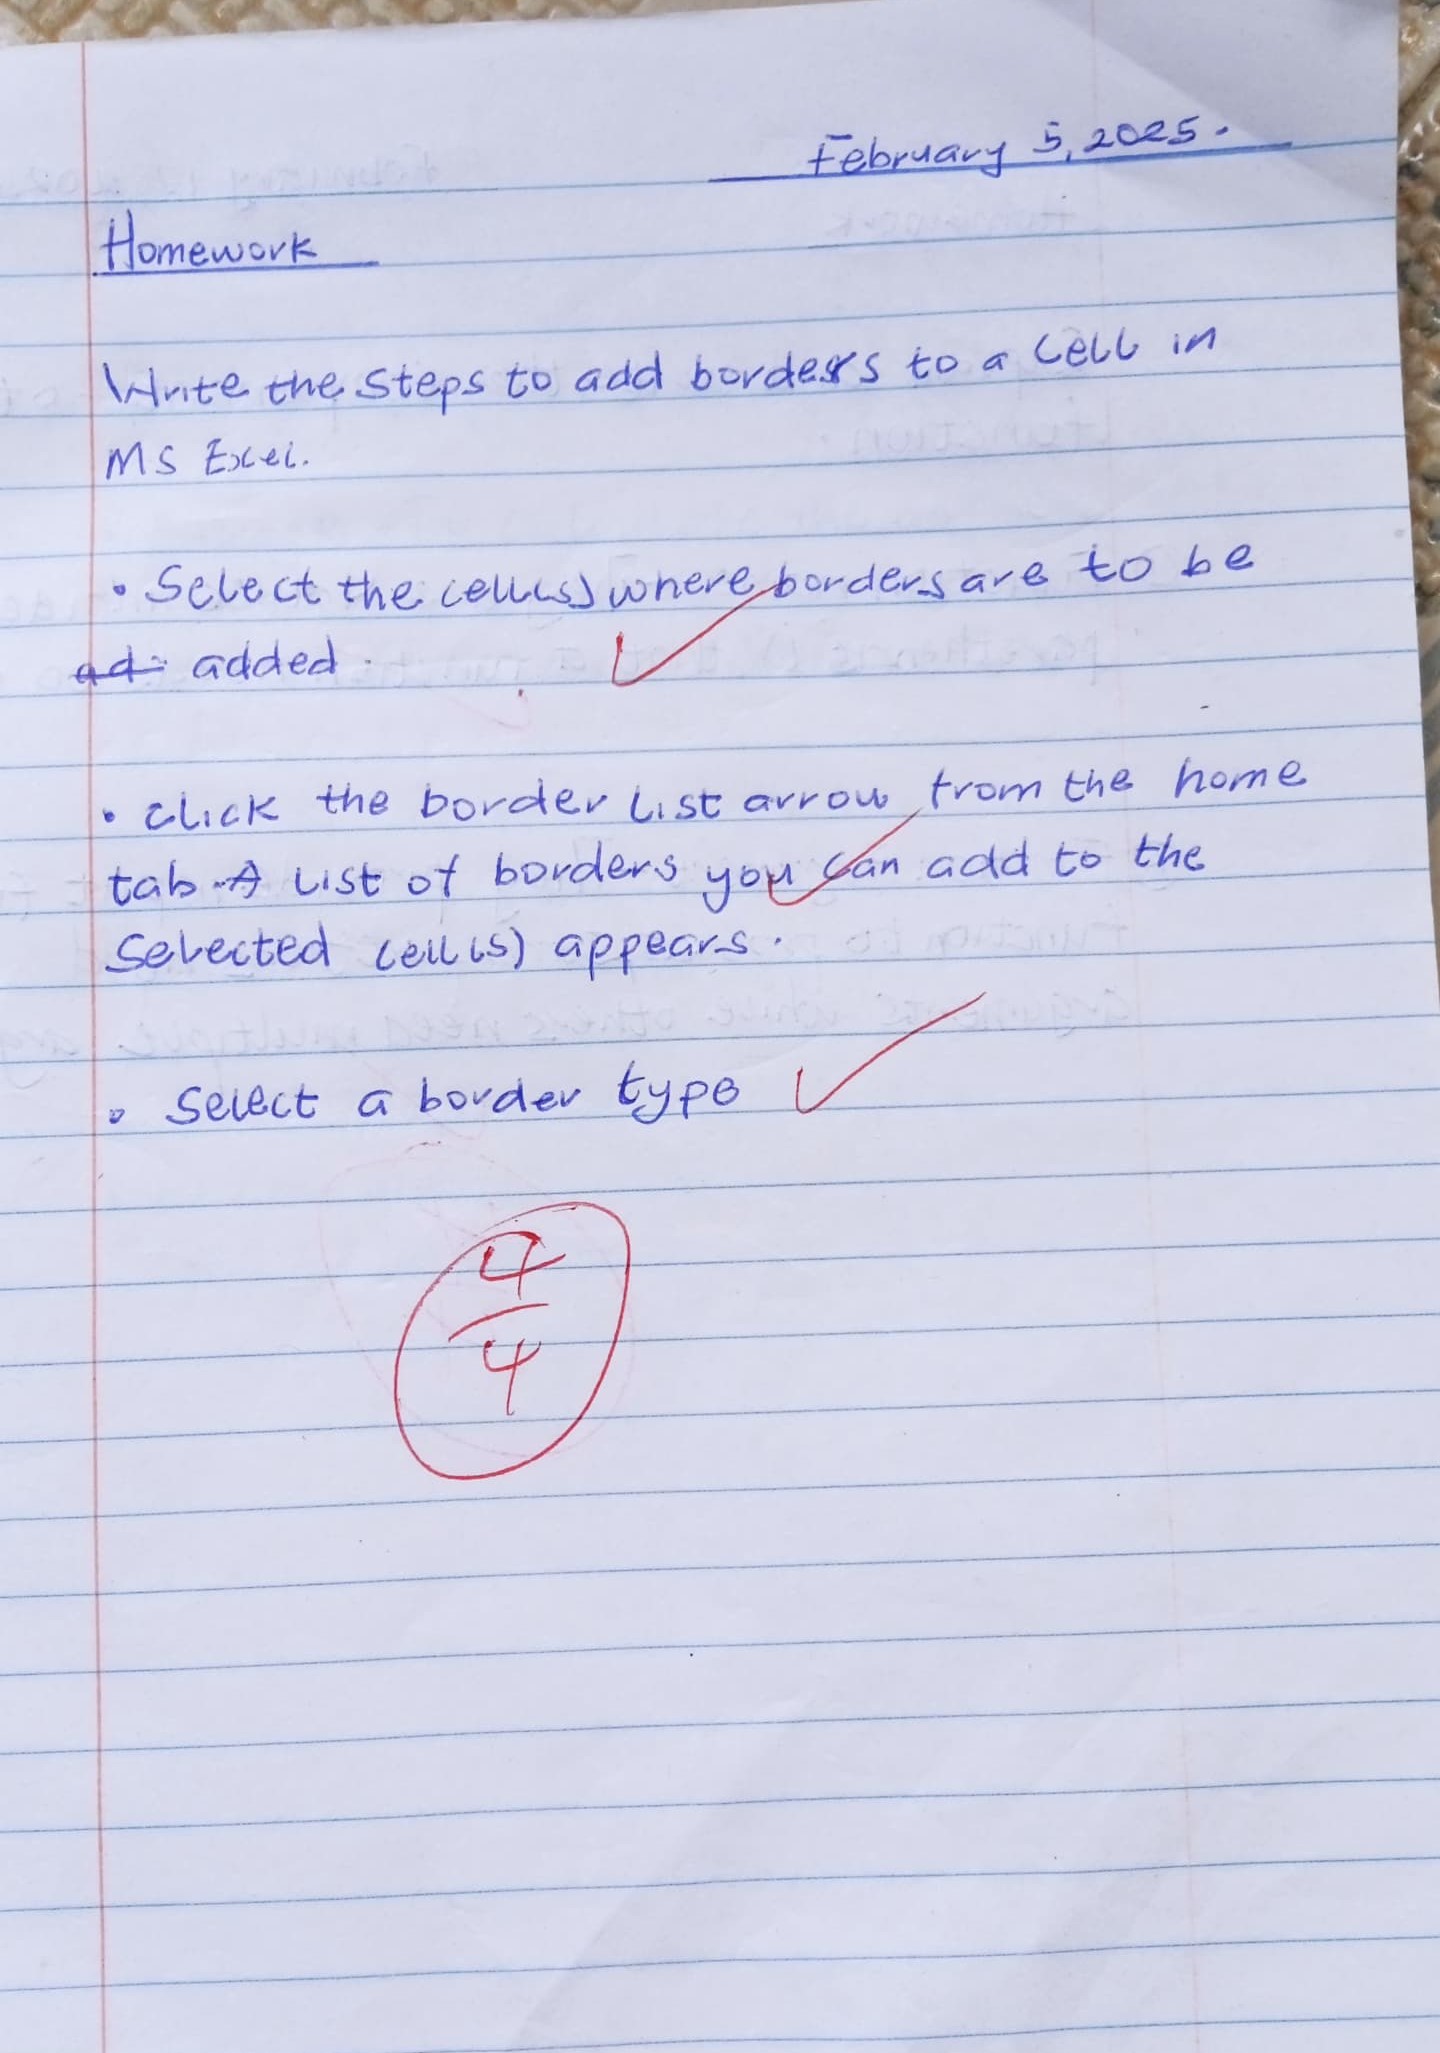 February 5, 2025.
Homework
Write the steps to add borders to a cell in
MS Excel.
• Select the cell(s) where borders are to be
ad added.
• Click the border list arrow from the home
tab. A list of borders you can add to the
selected cell(s) appears.
• Select a border type
4
4